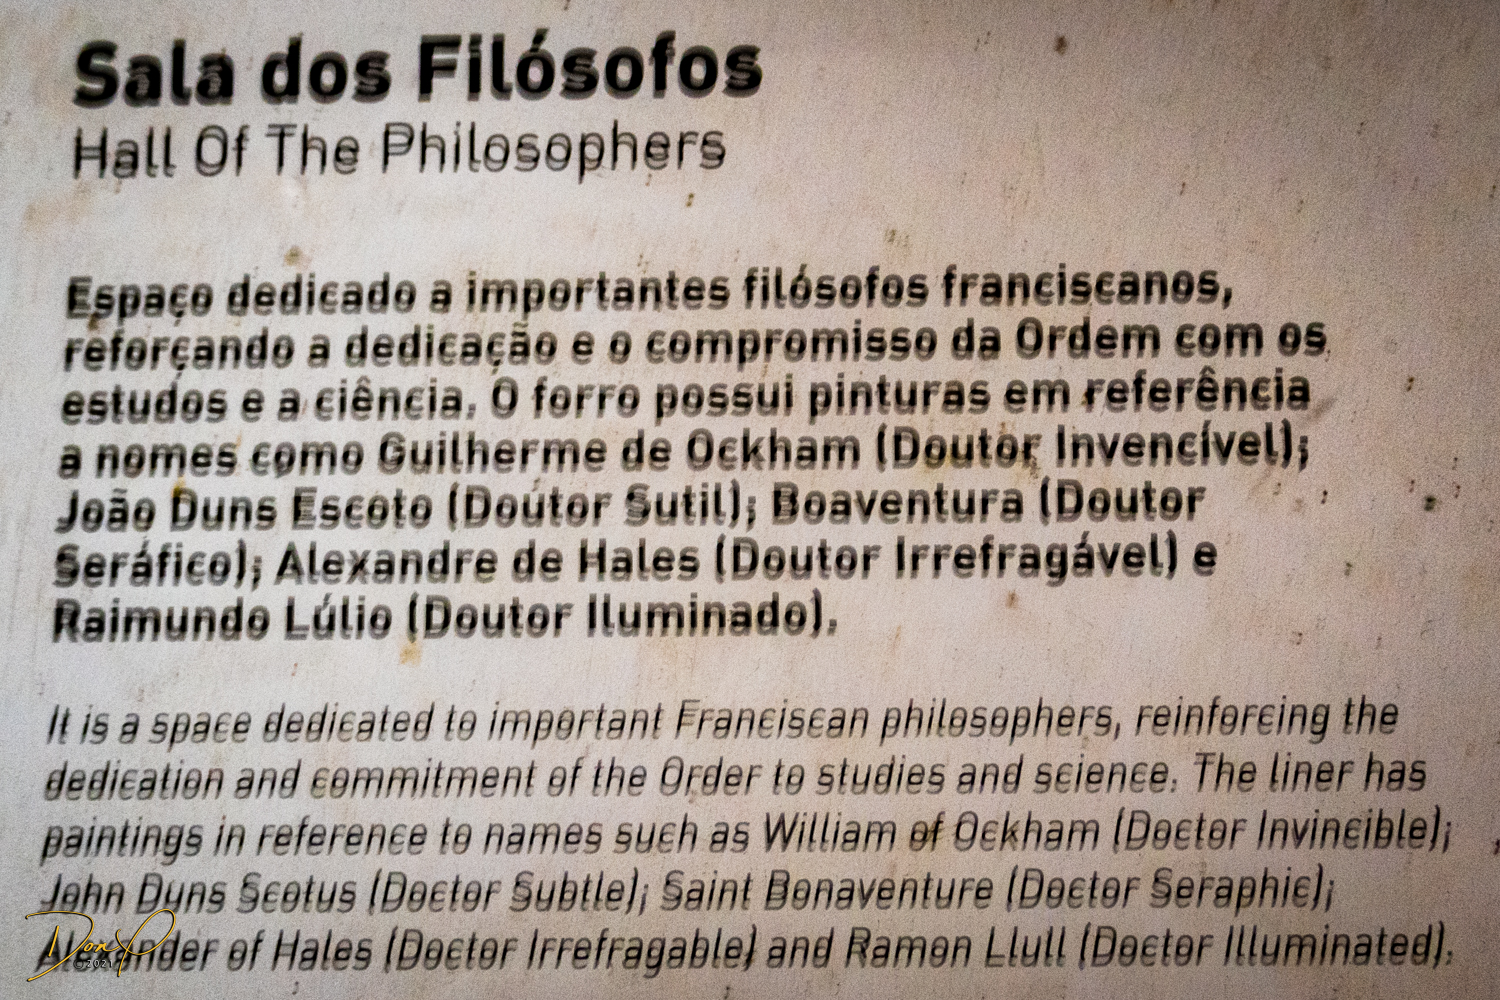 Sala dos Filósofos
Hall Of The Philosophers
Espaço dedicado a importantes filósofos franciscanos,
reforçando a dedicação e o compromisso da Ordem com os
estudos e a ciência. O forro possui pinturas em referência
a nomes como Guilherme de Ockham (Doutor Invencível);
João Duns Escoto (Doutor Sutil); Boaventura (Doutor
Seráfico); Alexandre de Hales (Doutor Irrefragável) e
Raimundo Lúlio (Doutor Iluminado).
It is a space dedicated to important Franciscan philosophers, reinforcing the
dedication and commitment of the Order to studies and science. The liner has
paintings in reference to names such as William of Ockham (Doctor Invincible);
John Duns Scotus (Doctor Subtle); Saint Bonaventure (Doctor Seraphic);
Alexander of Hales (Doctor Irrefragable) and Ramon Llull (Doctor Illuminated).
Don P
©2021